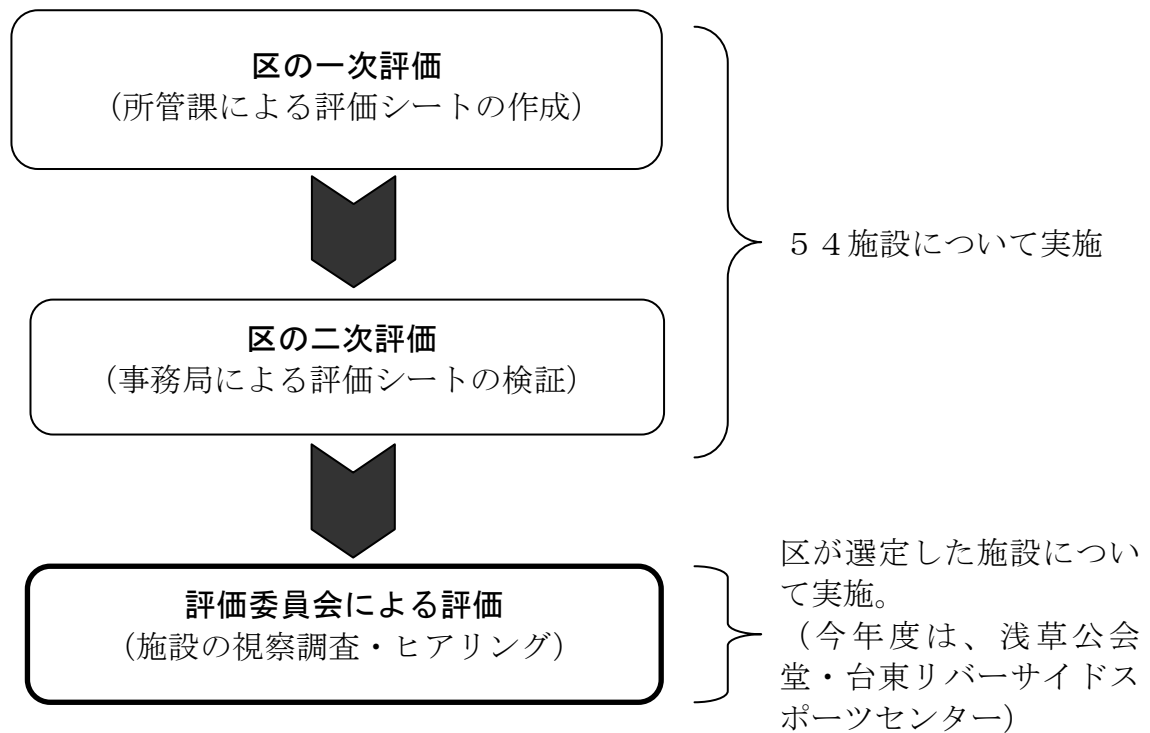 区の一次評価
（所管課による評価シートの作成）
５４施設について実施
区の二次評価
（事務局による評価シートの検証）
評価委員会による評価
（施設の視察調査・ヒアリング）
区が選定した施設につい
て実施。
（今年度は、浅草公会
堂・台東リバーサイドス
ポーツセンター）